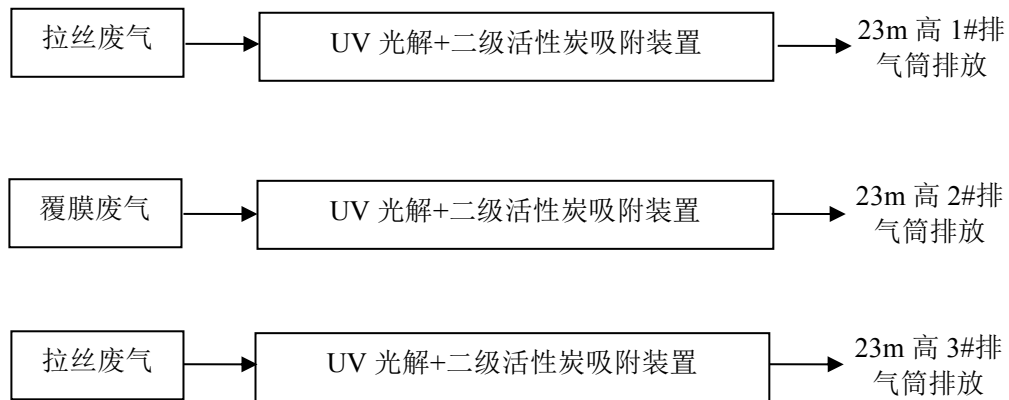 拉丝废气
UV 光解+二级活性炭吸附装置
23m 高 1#排
气筒排放
覆膜废气
UV 光解+二级活性炭吸附装置
23m 高 2#排
气筒排放
拉丝废气
UV 光解+二级活性炭吸附装置
23m 高 3#排
气筒排放